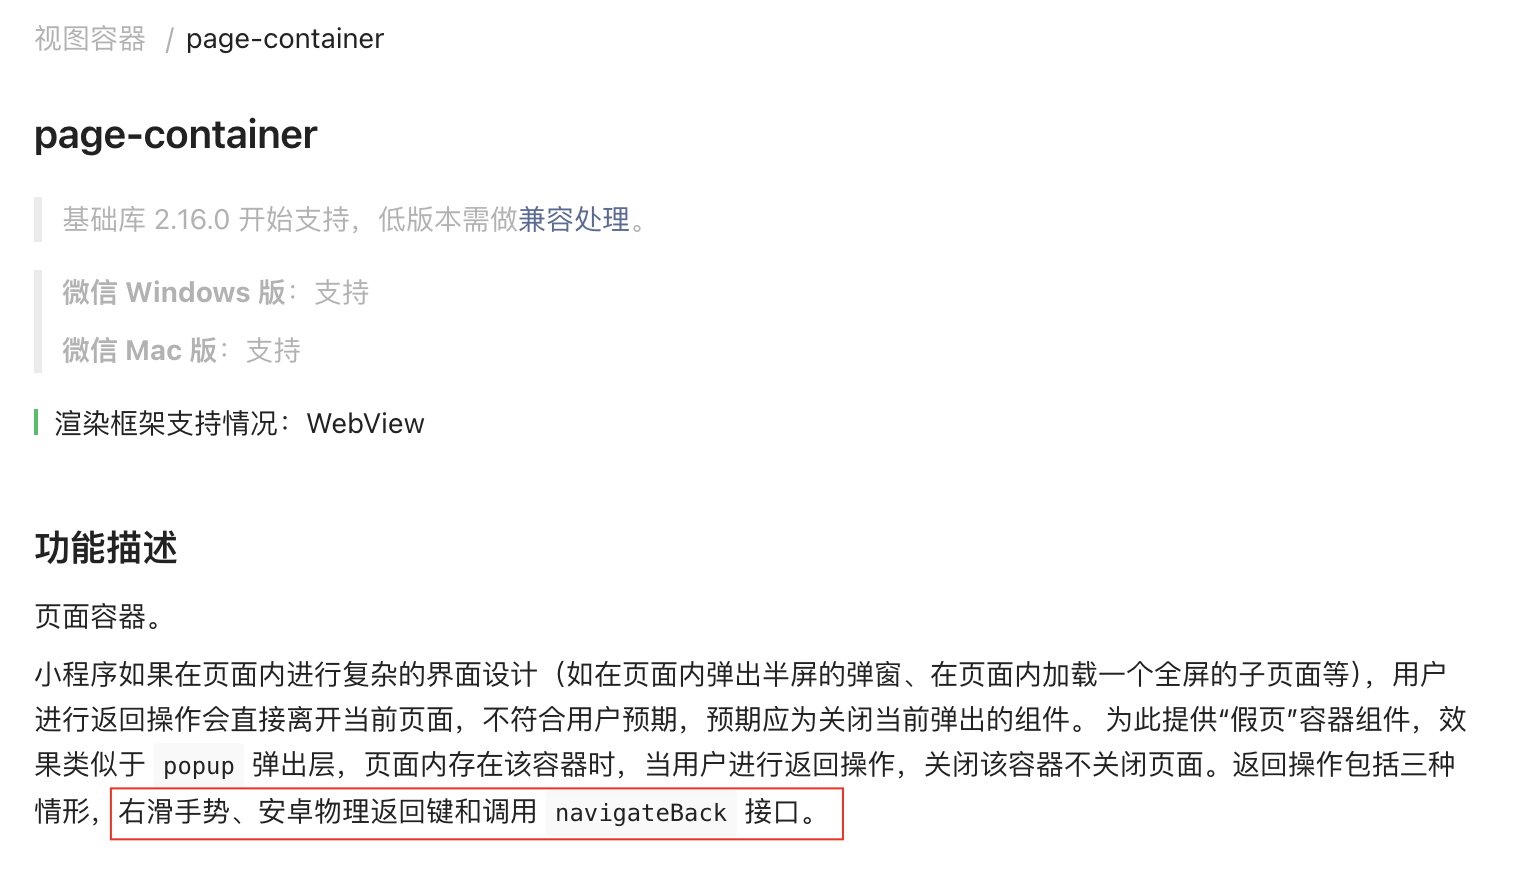 视图容器 / page-container
page-container
基础库 2.16.0 开始支持，低版本需做兼容处理。
微信 Windows 版：支持
微信 Mac 版：支持
渲染框架支持情况：WebView
功能描述
页面容器。
小程序如果在页面内进行复杂的界面设计（如在页面内弹出半屏的弹窗、在页面内加载一个全屏的子页面等），用户
进行返回操作会直接离开当前页面，不符合用户预期，预期应为关闭当前弹出的组件。 为此提供“假页”容器组件，效
果类似于 popup 弹出层，页面内存在该容器时，当用户进行返回操作，关闭该容器不关闭页面。返回操作包括三种
情形，右滑手势、安卓物理返回键和调用 navigateBack 接口。